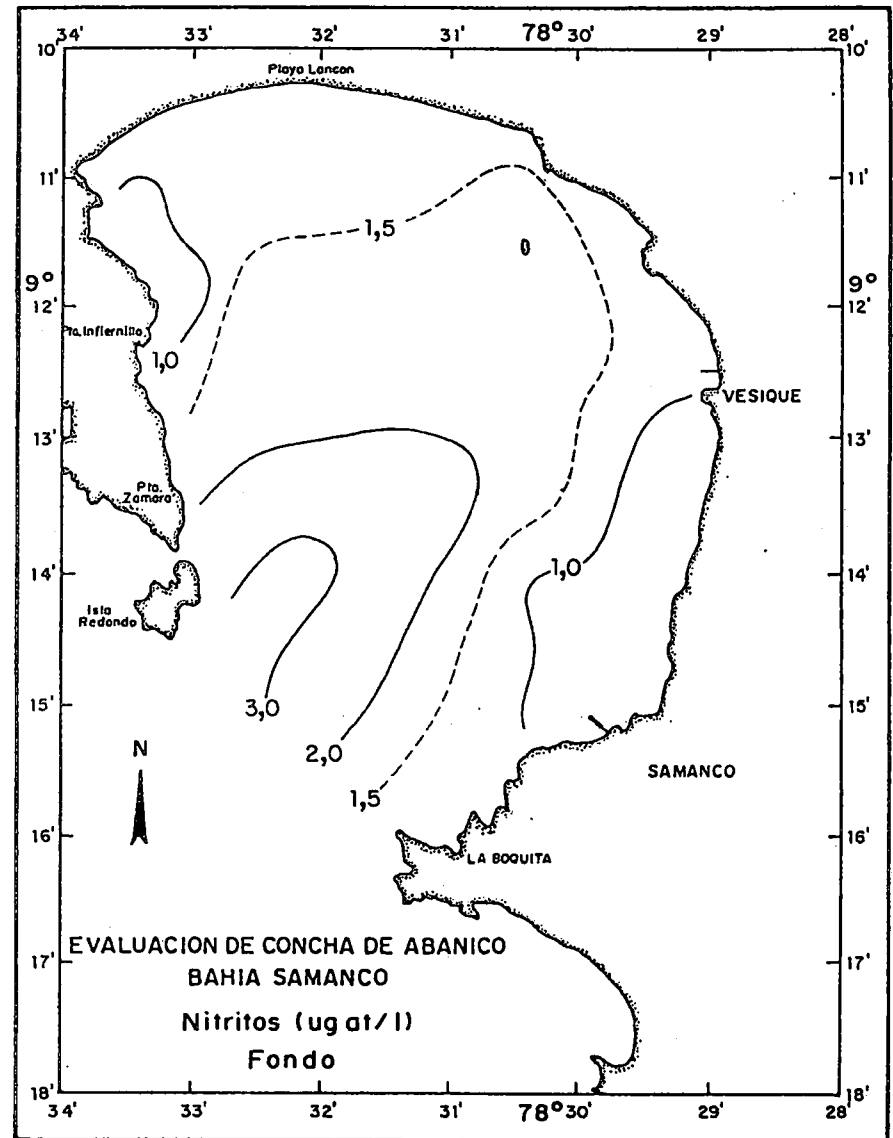 34' 33' 32' 31' 78° 30' 29' 28'
10' 10'
Playa Lancon
11' 11'
1,5
9° 9°
12' 12'
Pta. Infiernillo
1,0
VESIQUE
13' 13'
Pta.
Zamora
14' 1,0 14'
Isla
Redondo
15' 3,0 15'
N 2,0
SAMANCO
1,5
16' 16'
LA BOQUITA
EVALUACION DE CONCHA DE ABANICO
17' 17'
BAHIA SAMANCO
Nitritos (ug at/l)
Fondo
18' 18'
34' 33' 32' 31' 78° 30' 29' 28'